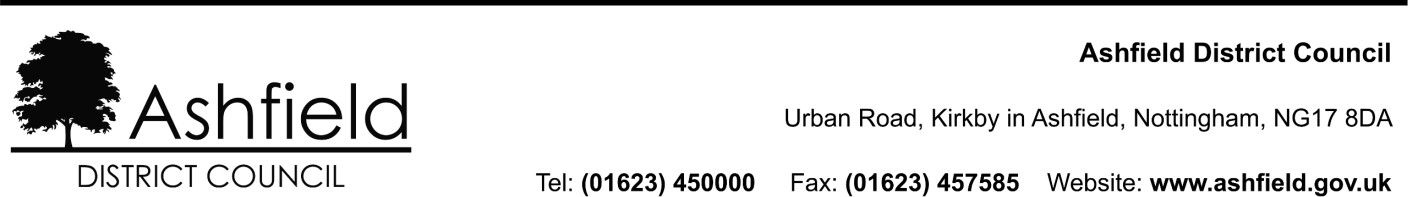 Ashfield
DISTRICT COUNCIL
Ashfield District Council
Urban Road, Kirkby in Ashfield, Nottingham, NG17 8DA
Tel: (01623) 450000 Fax: (01623) 457585 Website: www.ashfield.gov.uk